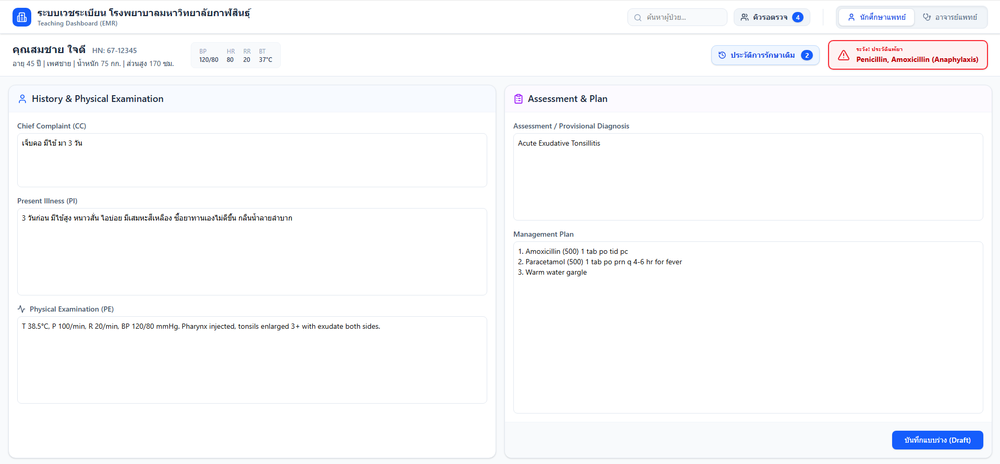 ระบบเวชระเบียน โรงพยาบาลมหาวิทยาลัยกาฬสินธุ์
Teaching Dashboard (EMR)
ค้นหาผู้ป่วย...
คิวรอตรวจ 4
นักศึกษาแพทย์
อาจารย์แพทย์
คุณสมชาย ใจดี HN: 67-12345
อายุ 45 ปี | เพศชาย | น้ำหนัก 75 กก. | ส่วนสูง 170 ซม.
BP HR RR BT
120/80 80 20 37°C
ประวัติการรักษาเดิม 2
ระวัง! ประวัติแพ้ยา
Penicillin, Amoxicillin (Anaphylaxis)
History & Physical Examination
Chief Complaint (CC)
เจ็บคอ มีไข้ มา 3 วัน
Present Illness (PI)
3 วันก่อน มีไข้สูง หนาวสั่น ไอบ่อย มีเสมหะสีเหลือง ซื้อยาทานเองไม่ดีขึ้น กลืนน้ำลายลำบาก
Physical Examination (PE)
T 38.5°C, P 100/min, R 20/min, BP 120/80 mmHg. Pharynx injected, tonsils enlarged 3+ with exudate both sides.
Assessment & Plan
Assessment / Provisional Diagnosis
Acute Exudative Tonsillitis
Management Plan
1. Amoxicillin (500) 1 tab po tid pc
2. Paracetamol (500) 1 tab po prn q 4-6 hr for fever
3. Warm water gargle
บันทึกแบบร่าง (Draft)